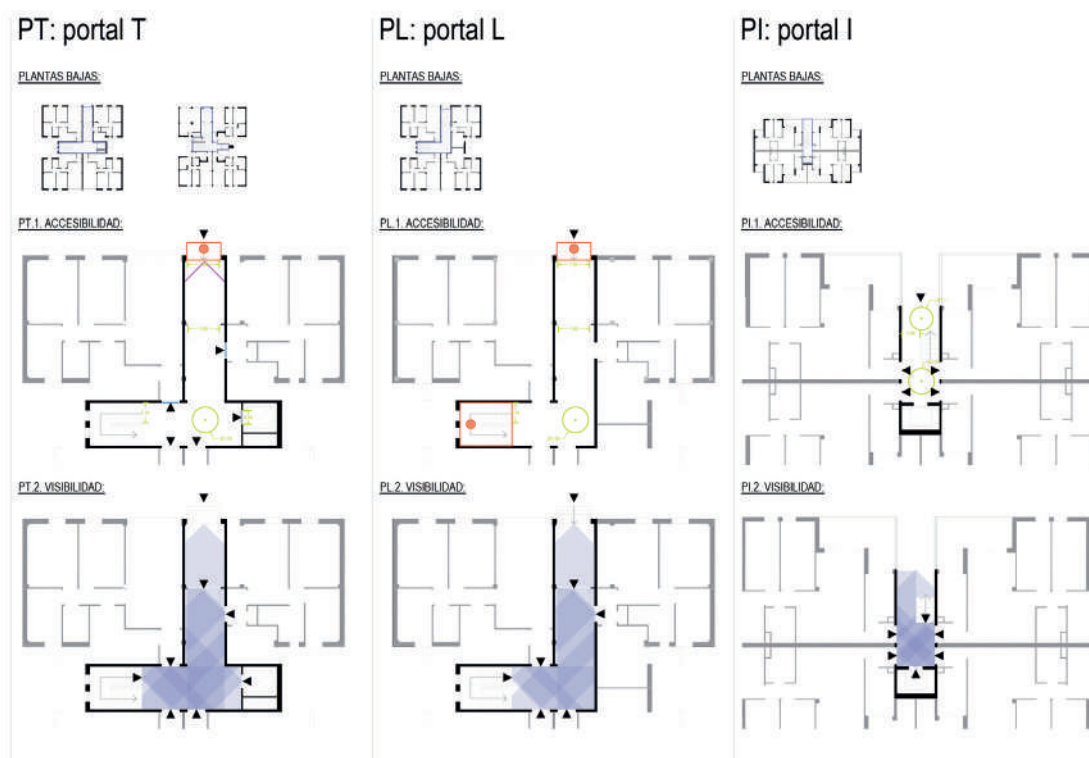 PT: portal T
PLANTAS BAJAS:
PT.1. ACCESIBILIDAD:
PT.2. VISIBILIDAD:
PL: portal L
PLANTAS BAJAS:
PL.1. ACCESIBILIDAD:
PL.2. VISIBILIDAD:
PI: portal I
PLANTAS BAJAS:
PI.1. ACCESIBILIDAD:
PI.2. VISIBILIDAD: